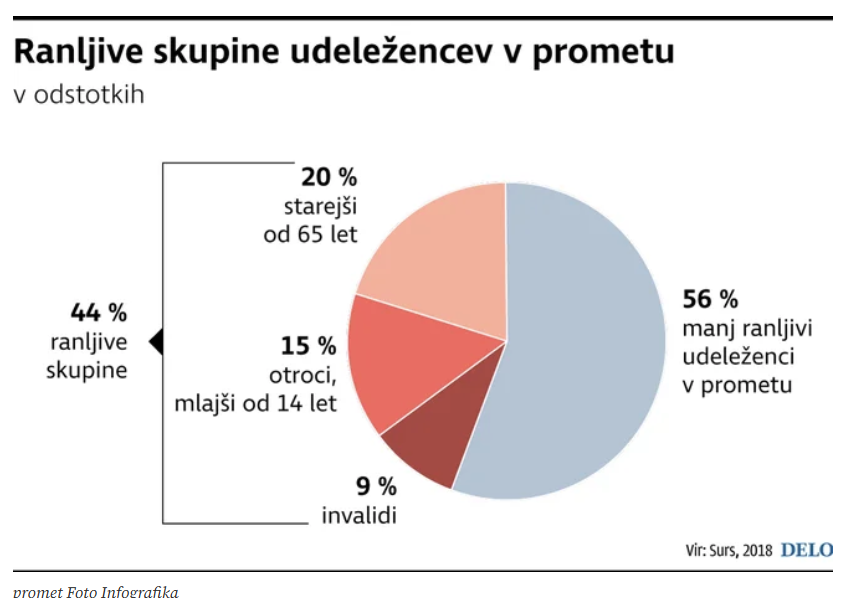 Ranljive skupine udeležencev v prometu
v odstotkih
20 %
starejši
od 65 let
44 %
ranljive
skupine
15 %
otroci,
mlajši od 14 let
9 %
invalidi
56 %
manj ranljivi
udeleženci
v prometu
Vir: Surs, 2018 DELO
promet Foto Infografika